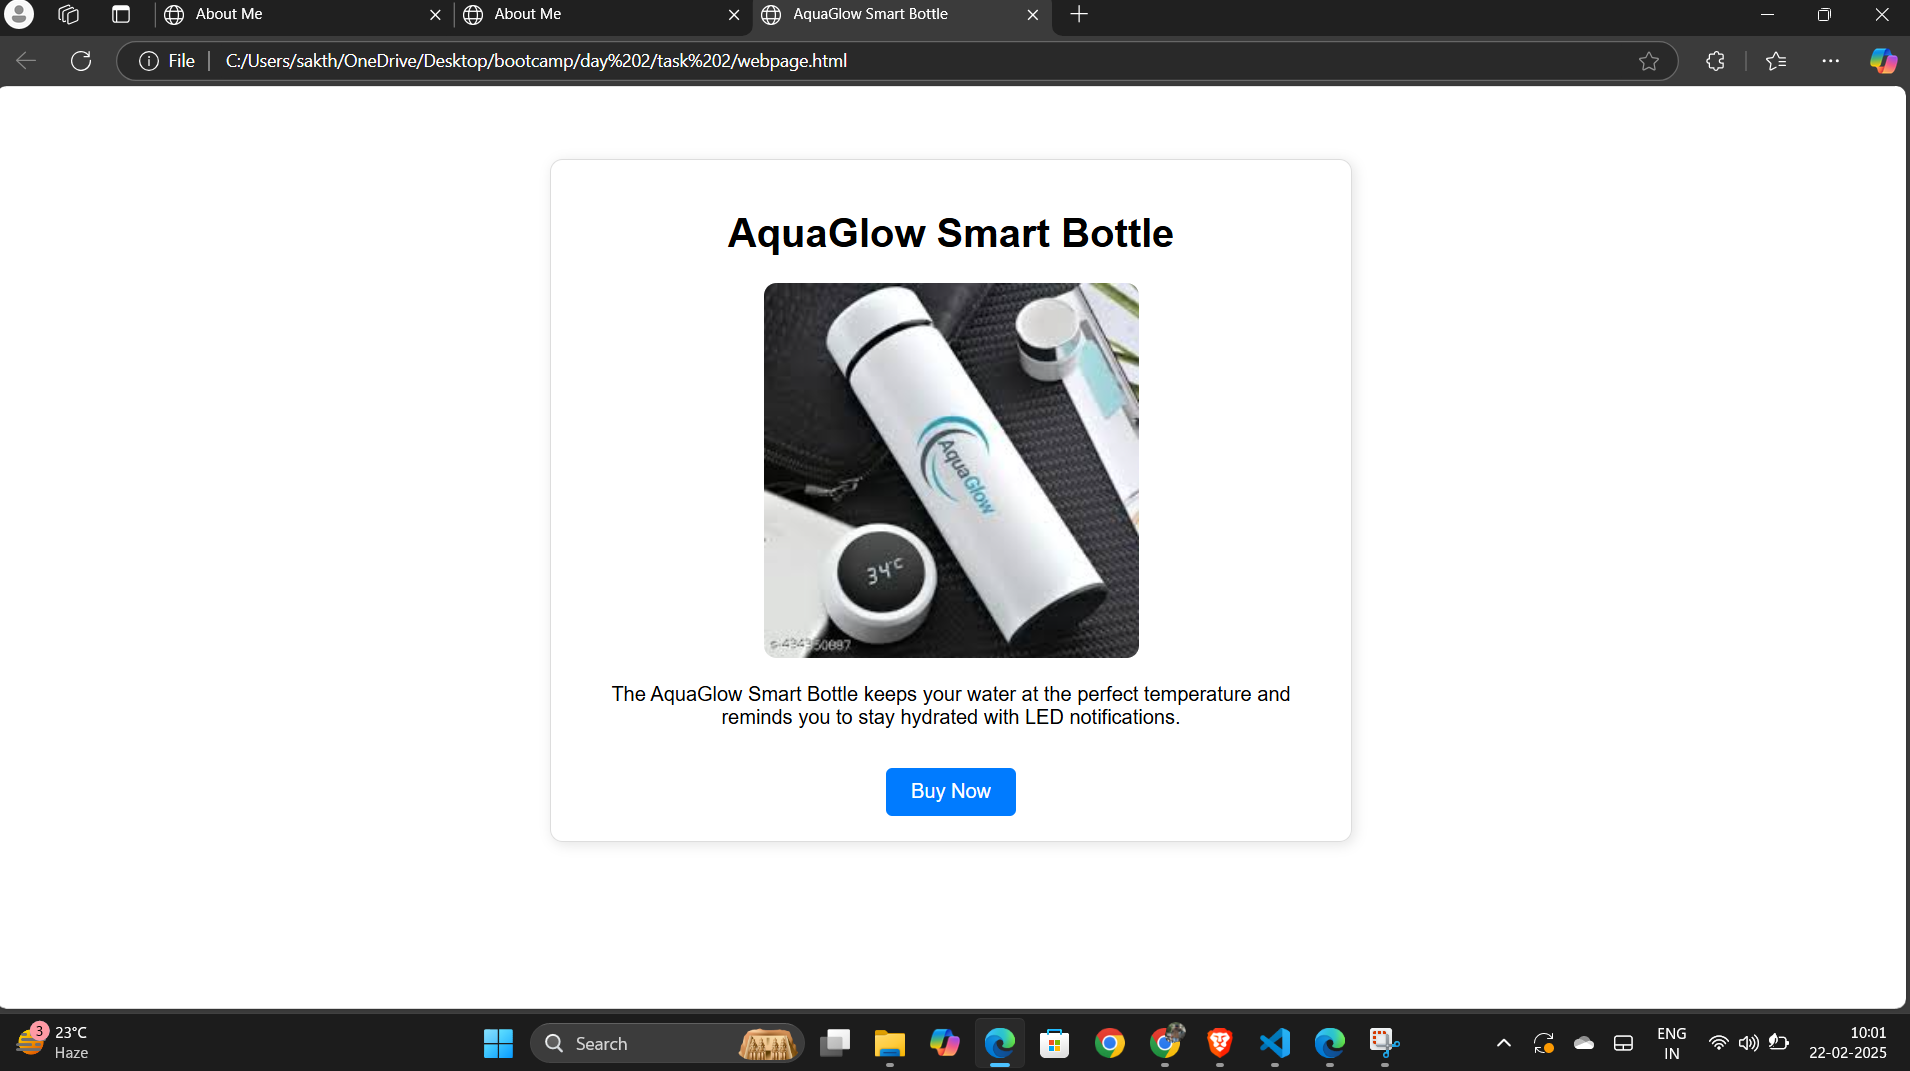 About Me
About Me
AquaGlow Smart Bottle
File
C:/Users/sakth/OneDrive/Desktop/bootcamp/day%202/task%202/webpage.html
AquaGlow Smart Bottle
AquaGlow
34°C
The AquaGlow Smart Bottle keeps your water at the perfect temperature and
reminds you to stay hydrated with LED notifications.
Buy Now
3
23°C
Haze
Search
ENG
IN
10:01
22-02-2025